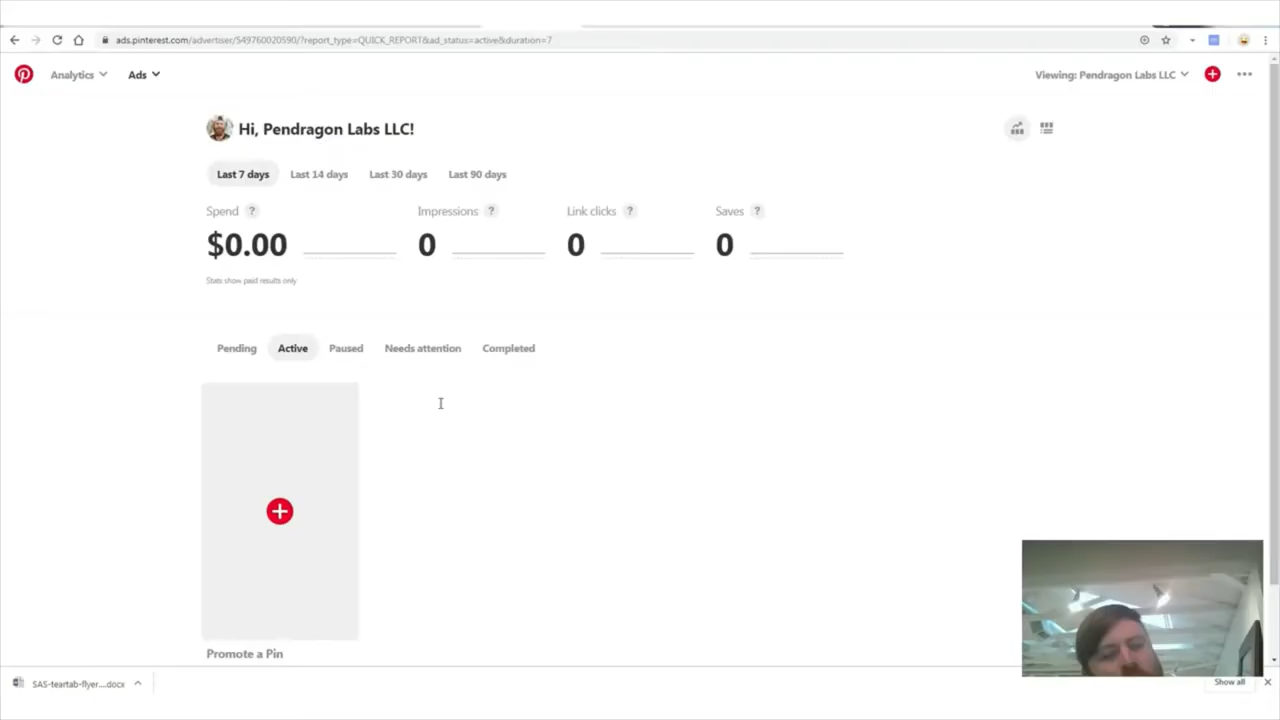 ads.pinterest.com/advertiser/549760020590/?report_type=QUICK_REPORT&ad_status=active&duration=7
Analytics Ads Viewing: Pendragon Labs LLC
Hi, Pendragon Labs LLC!
Last 7 days Last 14 days Last 30 days Last 90 days
Spend ? Impressions ? Link clicks ? Saves ?
$0.00 0 0 0
Stats show paid results only
Pending Active Paused Needs attention Completed
Promote a Pin
SAS-teartab-flyer....docx Show all